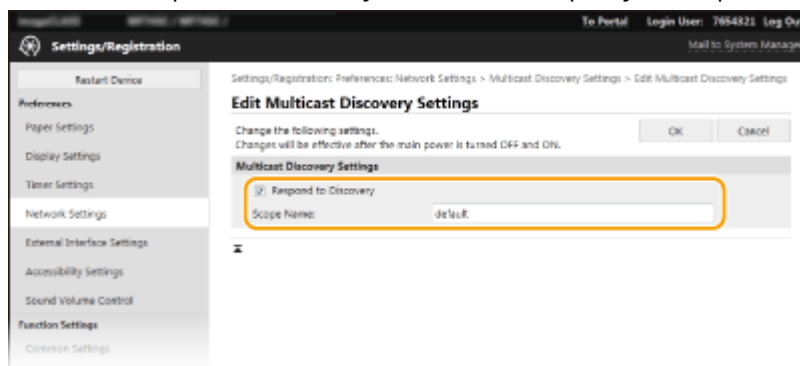 To Portal Login User: 7654321 Log Ou
Settings/Registration
Mail to System Manage
Restart Device
Settings/Registration: Preferences: Network Settings > Multicast Discovery Settings > Edit Multicast Discovery Settings
Preferences
Edit Multicast Discovery Settings
Paper Settings
Change the following settings.
OK Cancel
Changes will be effective after the main power is turned OFF and ON.
Display Settings
Multicast Discovery Settings
Timer Settings
Respond to Discovery
Network Settings
Scope Name: default
External Interface Settings
Accessibility Settings
Sound Volume Control
Function Settings
Common Settings